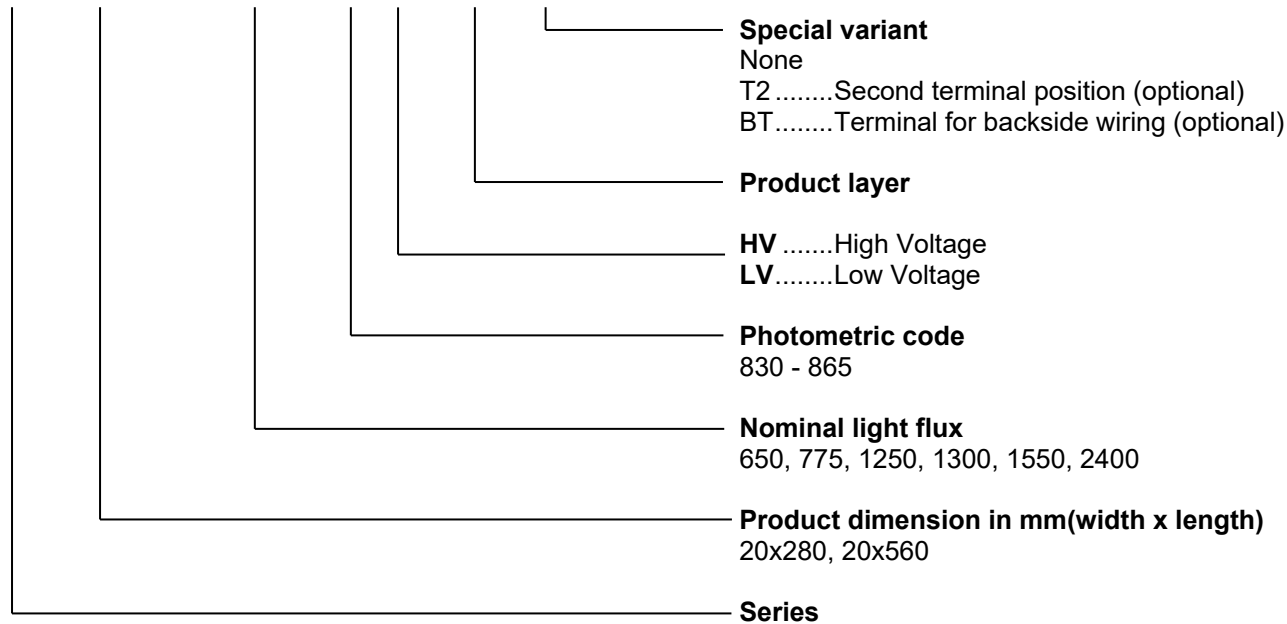 Special variant
None
T2 ........Second terminal position (optional)
BT........Terminal for backside wiring (optional)
Product layer
HV .......High Voltage
LV........Low Voltage
Photometric code
830 - 865
Nominal light flux
650, 775, 1250, 1300, 1550, 2400
Product dimension in mm(width x length)
20x280, 20x560
Series